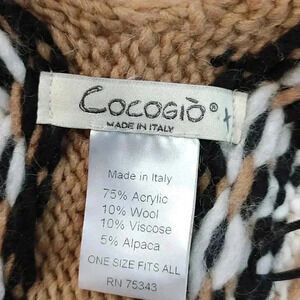 COCOGIÒ®
MADE IN ITALY
Made in Italy
75% Acrylic
10% Wool
10% Viscose
5% Alpaca
ONE SIZE FITS ALL
RN 75343